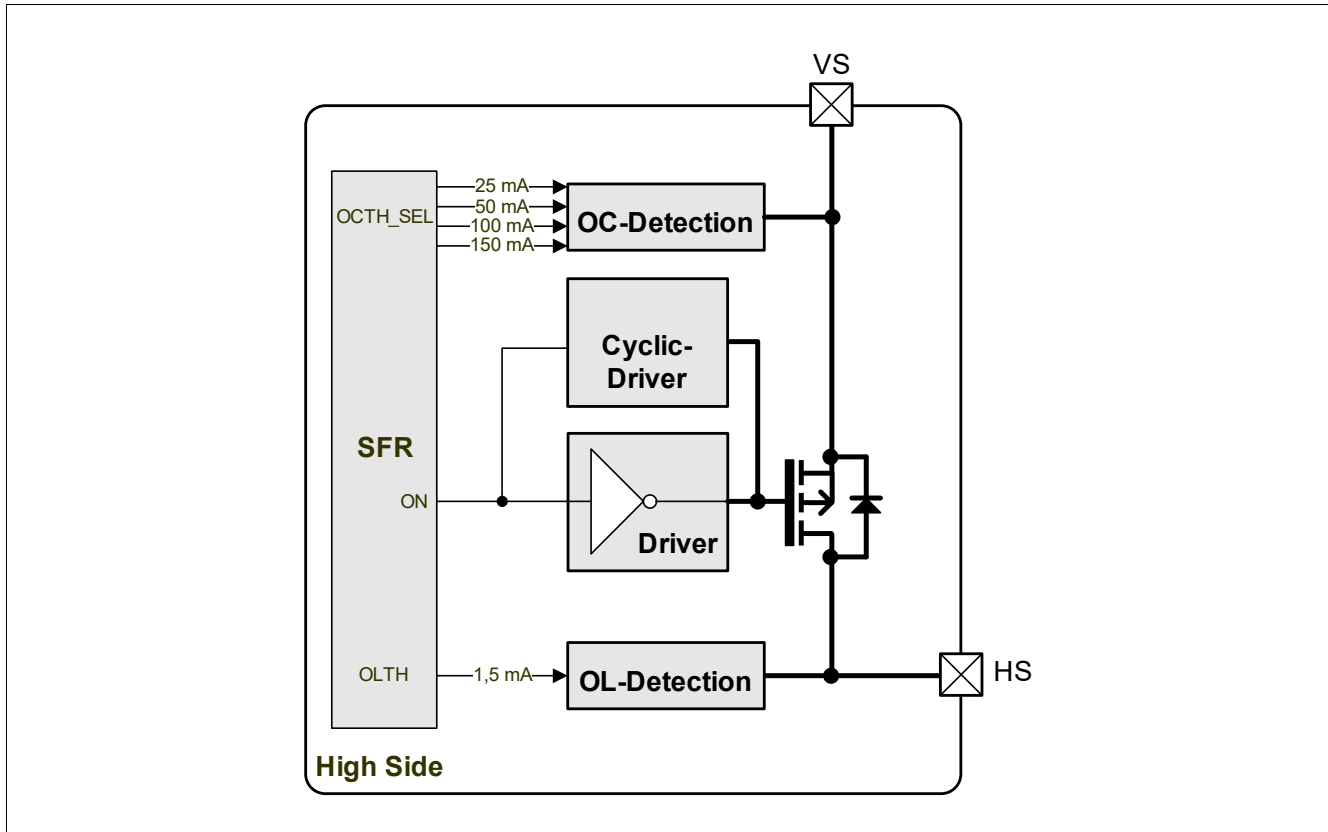 VS
25 mA
50 mA
OCTH_SEL
100 mA
150 mA
OC-Detection
Cyclic-
Driver
SFR
ON
Driver
OLTH
1,5 mA
OL-Detection
HS
High Side